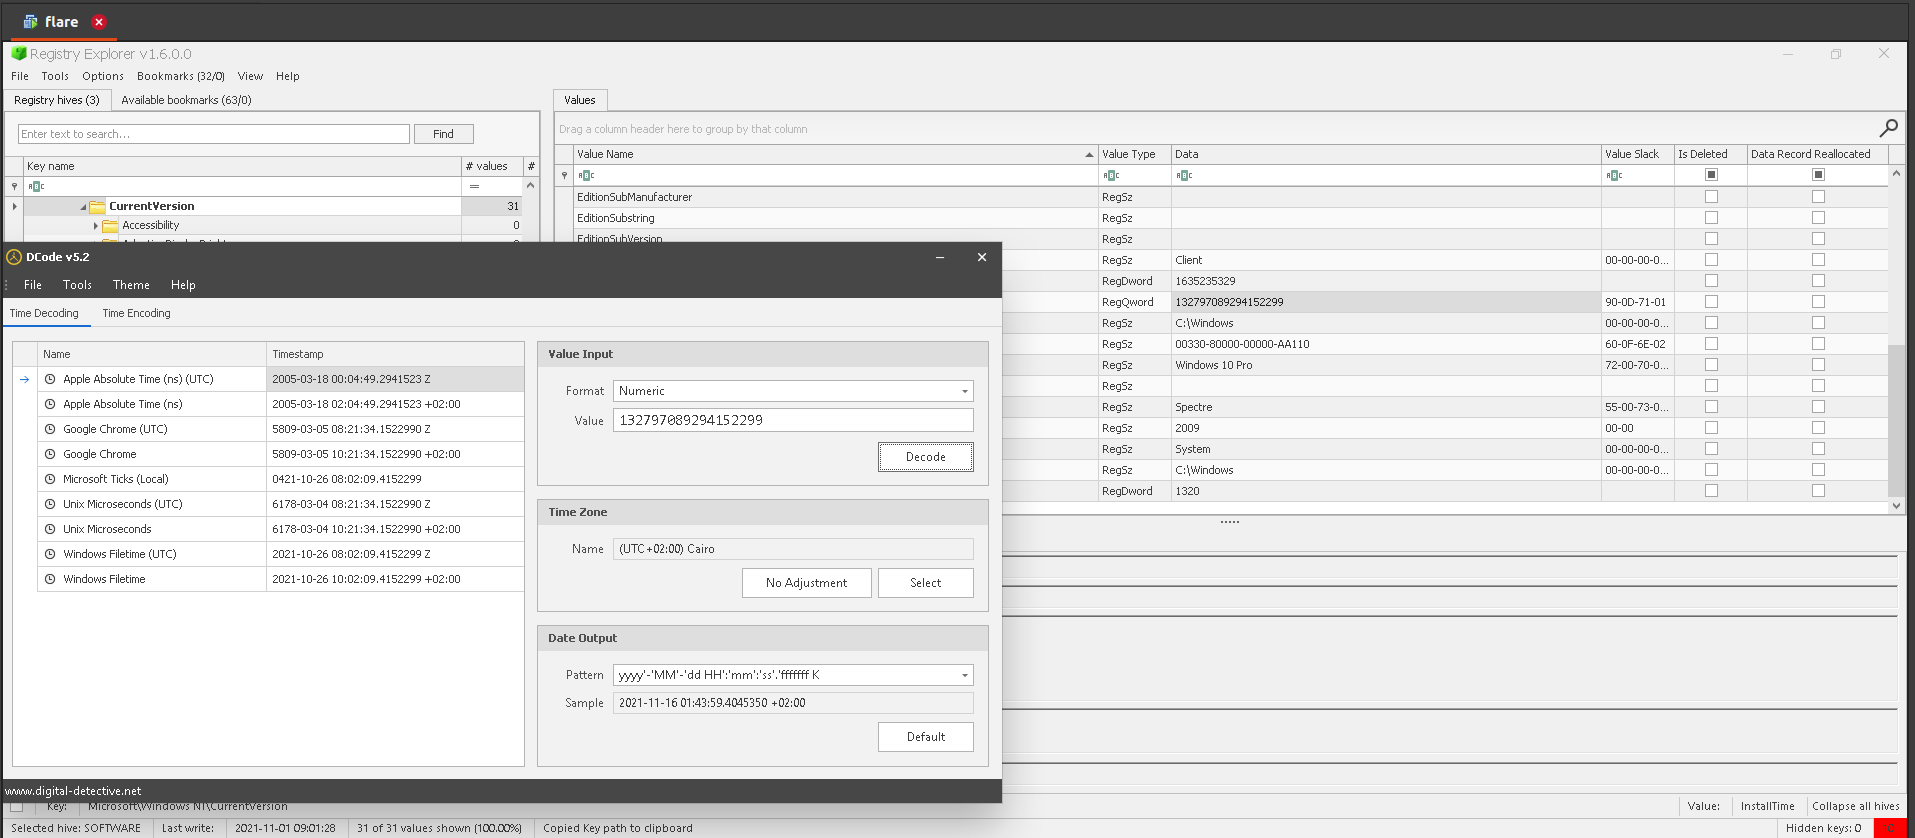 flare
Registry Explorer v1.6.0.0
File Tools Options Bookmarks (32/0) View Help
Registry hives (3) Available bookmarks (63/0)
Values
Enter text to search... Find
Drag a column header here to group by that column
Key name # values #
Value Name Value Type Data Value Slack Is Deleted Data Record Reallocated
CurrentVersion 31
Accessibility 0
EditionSubManufacturer RegSz
EditionSubstring RegSz
EditionSubVersion RegSz
RegSz Client 00-00-00-0...
RegDword 1635235329
RegQword 132797089294152299 90-0D-71-01
RegSz C:\Windows 00-00-00-0...
RegSz 00330-80000-00000-AA110 60-0F-6E-02
RegSz Windows 10 Pro 72-00-70-0...
RegSz
RegSz Spectre 55-00-73-0...
RegSz 2009 00-00
RegSz System 00-00-00-0...
RegSz C:\Windows 00-00-00-0...
RegDword 1320
DCode v5.2
File Tools Theme Help
Time Decoding Time Encoding
Name Timestamp
Apple Absolute Time (ns) (UTC) 2005-03-18 00:04:49.2941523 Z
Apple Absolute Time (ns) 2005-03-18 02:04:49.2941523 +02:00
Google Chrome (UTC) 5809-03-05 08:21:34.1522990 Z
Google Chrome 5809-03-05 10:21:34.1522990 +02:00
Microsoft Ticks (Local) 0421-10-26 08:02:09.4152299
Unix Microseconds (UTC) 6178-03-04 08:21:34.1522990 Z
Unix Microseconds 6178-03-04 10:21:34.1522990 +02:00
Windows Filetime (UTC) 2021-10-26 08:02:09.4152299 Z
Windows Filetime 2021-10-26 10:02:09.4152299 +02:00
Value Input
Format Numeric
Value 132797089294152299
Decode
Time Zone
Name (UTC+02:00) Cairo
No Adjustment Select
Date Output
Pattern yyyy'-'MM'-'dd HH':'mm':'ss'.'fffffff K
Sample 2021-11-16 01:43:59.4045350 +02:00
Default
www.digital-detective.net
Key: Microsoft\Windows NT\CurrentVersion
Value: InstallTime Collapse all hives
Selected hive: SOFTWARE Last write: 2021-11-01 09:01:28 31 of 31 values shown (100.00%) Copied Key path to clipboard
Hidden keys: 0